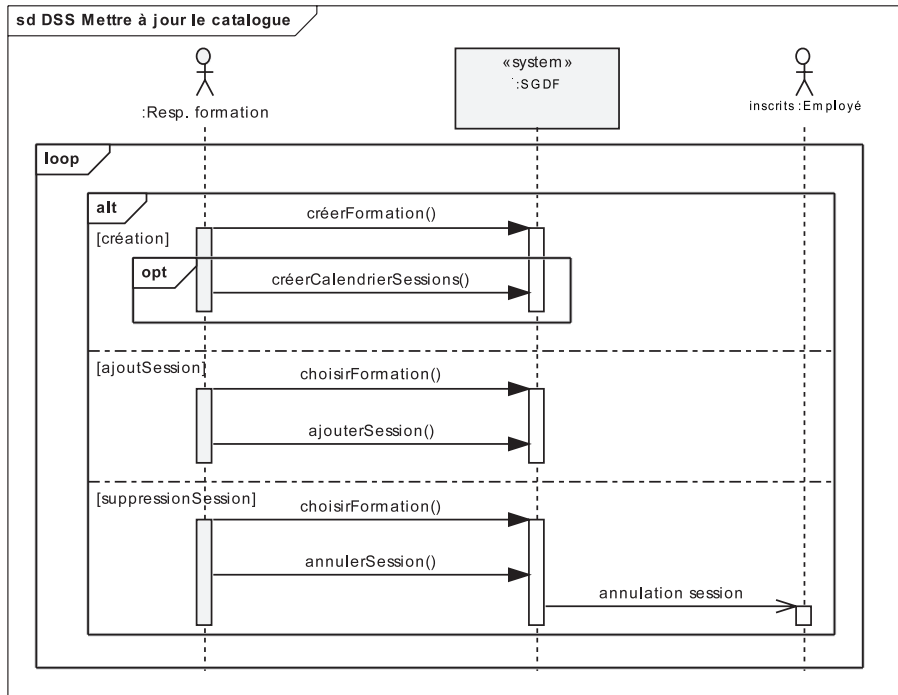 sd DSS Mettre à jour le catalogue
«system»
:SGDF
:Resp. formation
inscrits :Employé
loop
alt
créerFormation()
[création]
opt
créerCalendrierSessions()
[ajoutSession]
choisirFormation()
ajouterSession()
[suppressionSession]
choisirFormation()
annulerSession()
annulation session